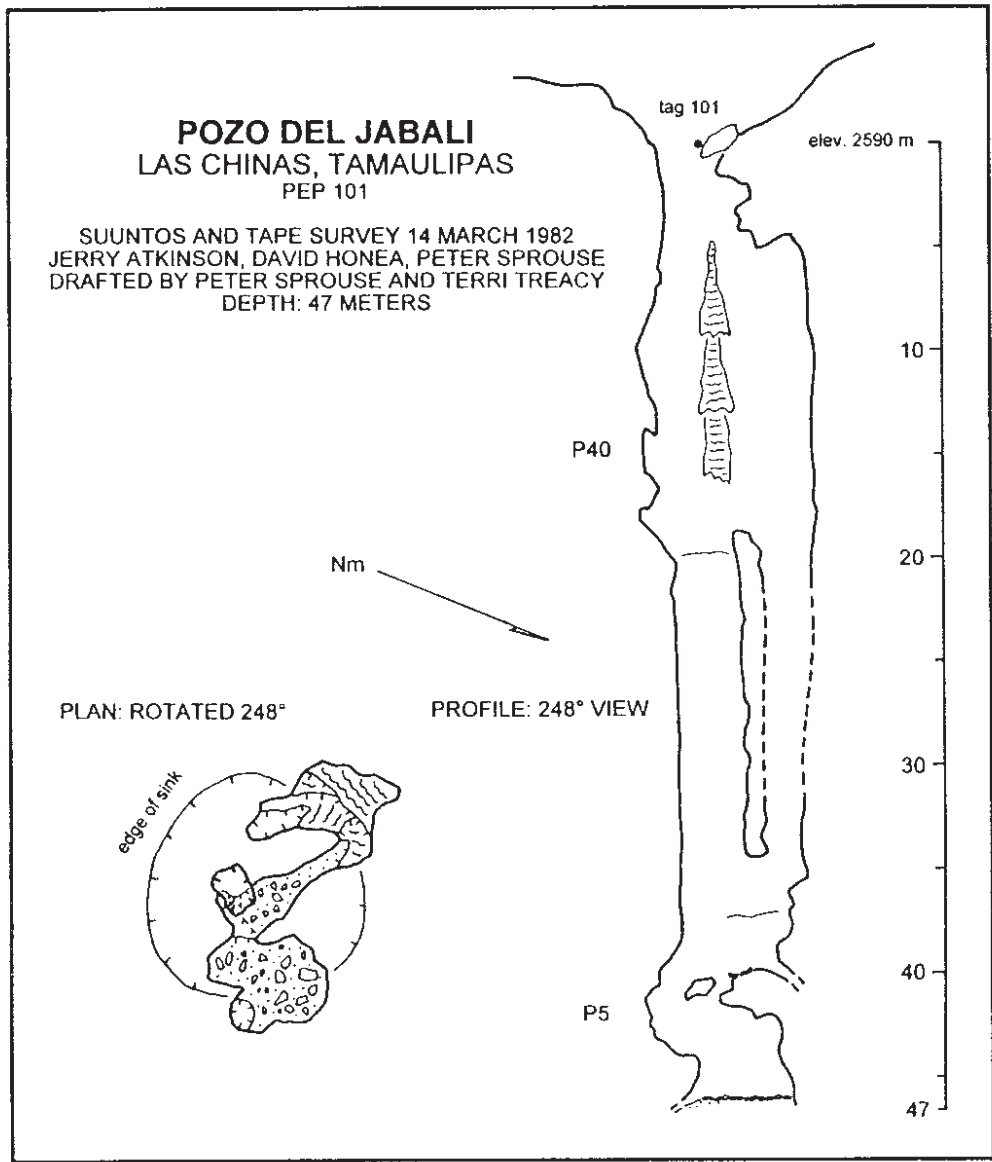 POZO DEL JABALI
LAS CHINAS, TAMAULIPAS
PEP 101
SUUNTOS AND TAPE SURVEY 14 MARCH 1982
JERRY ATKINSON, DAVID HONEA, PETER SPROUSE
DRAFTED BY PETER SPROUSE AND TERRI TREACY
DEPTH: 47 METERS
tag 101
elev. 2590 m
10
P40
20
Nm
PLAN: ROTATED 248°
PROFILE: 248° VIEW
30
edge of sink
40
P5
47